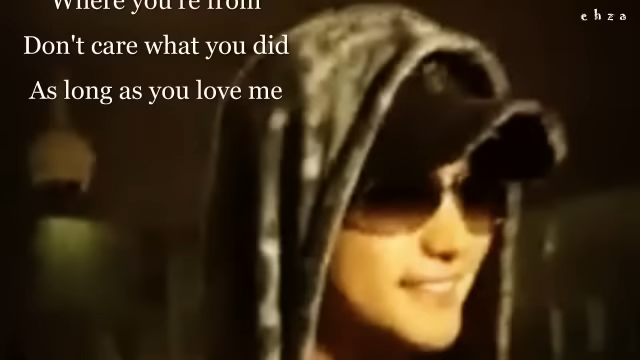 Where you're from
Don't care what you did
As long as you love me
ehza